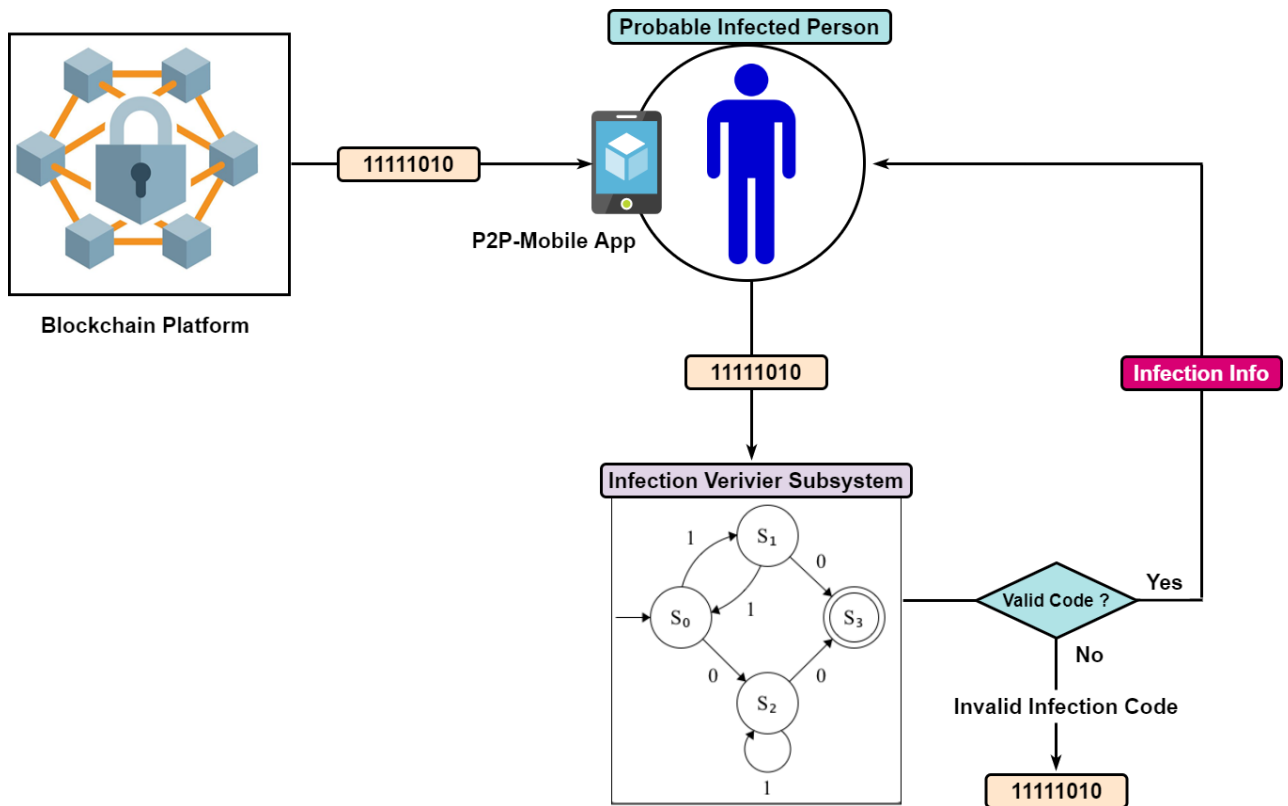 Probable Infected Person
11111010
P2P-Mobile App
Blockchain Platform
11111010
Infection Info
Infection Verivier Subsystem
S₁
1
0
1
S₀
S₃
0
0
S₂
1
Valid Code ?
Yes
No
Invalid Infection Code
11111010